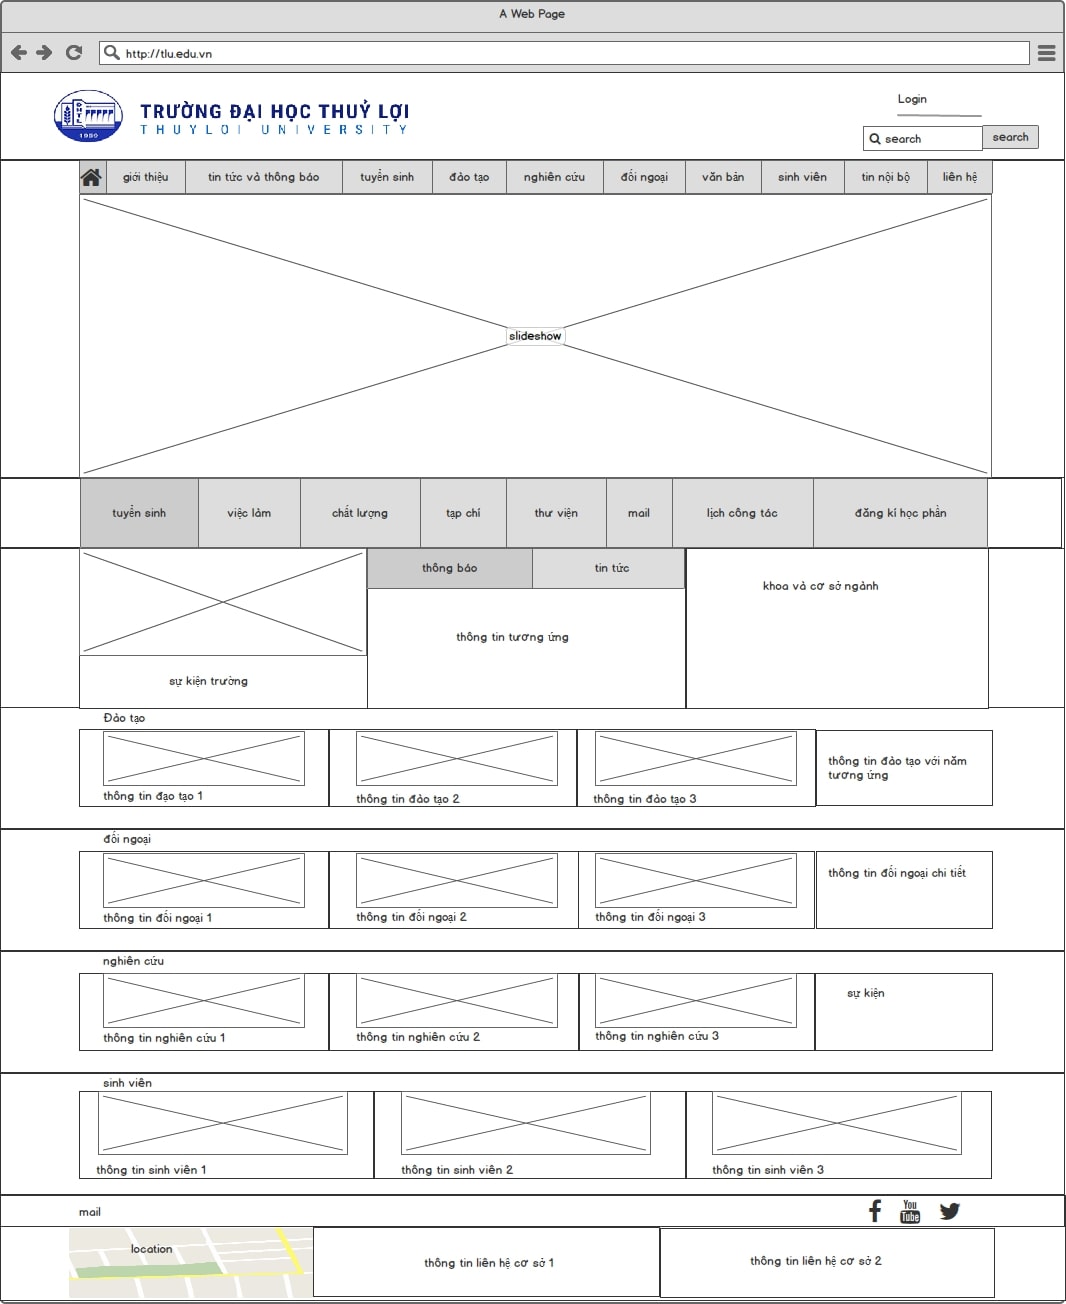 A Web Page
http://tlu.edu.vn
TRƯỜNG ĐẠI HỌC THUỶ LỢI
THUYLOI UNIVERSITY
1959
Login
search
search
giới thiệu
tin tức và thông báo
tuyển sinh
đào tạo
nghiên cứu
đối ngoại
văn bản
sinh viên
tin nội bộ
liên hệ
slideshow
tuyển sinh
việc làm
chất lượng
tạp chí
thư viện
mail
lịch công tác
đăng kí học phần
thông báo
tin tức
khoa và cơ sở ngành
thông tin tương ứng
sự kiện trường
Đào tạo
thông tin đạo tạo 1
thông tin đào tạo 2
thông tin đào tạo 3
thông tin đào tạo với năm
tương ứng
đối ngoại
thông tin đối ngoại 1
thông tin đối ngoại 2
thông tin đối ngoại 3
thông tin đối ngoại chi tiết
nghiên cứu
thông tin nghiên cứu 1
thông tin nghiên cứu 2
thông tin nghiên cứu 3
sự kiện
sinh viên
thông tin sinh viên 1
thông tin sinh viên 2
thông tin sinh viên 3
mail
You
Tube
location
thông tin liên hệ cơ sở 1
thông tin liên hệ cơ sở 2